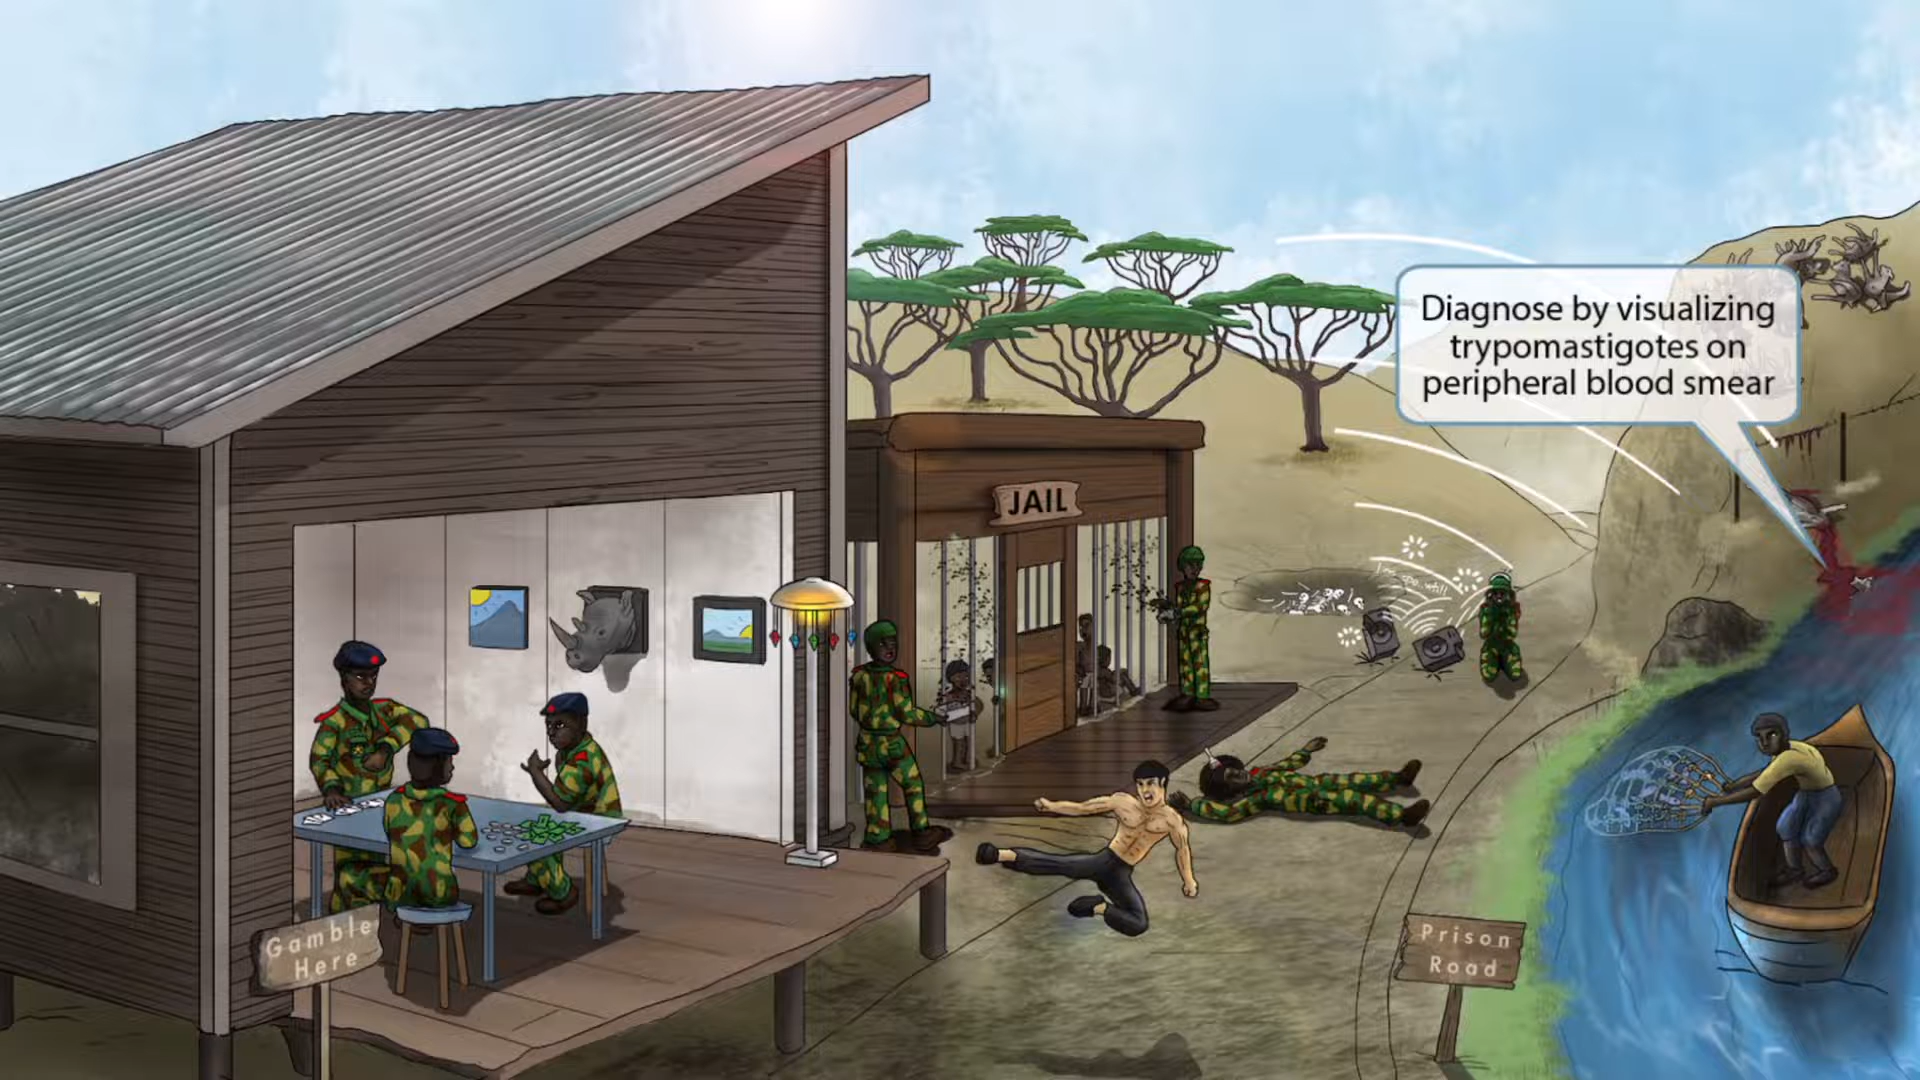 Diagnose by visualizing
trypomastigotes on
peripheral blood smear
JAIL
Gamble
Here
Prison
Road